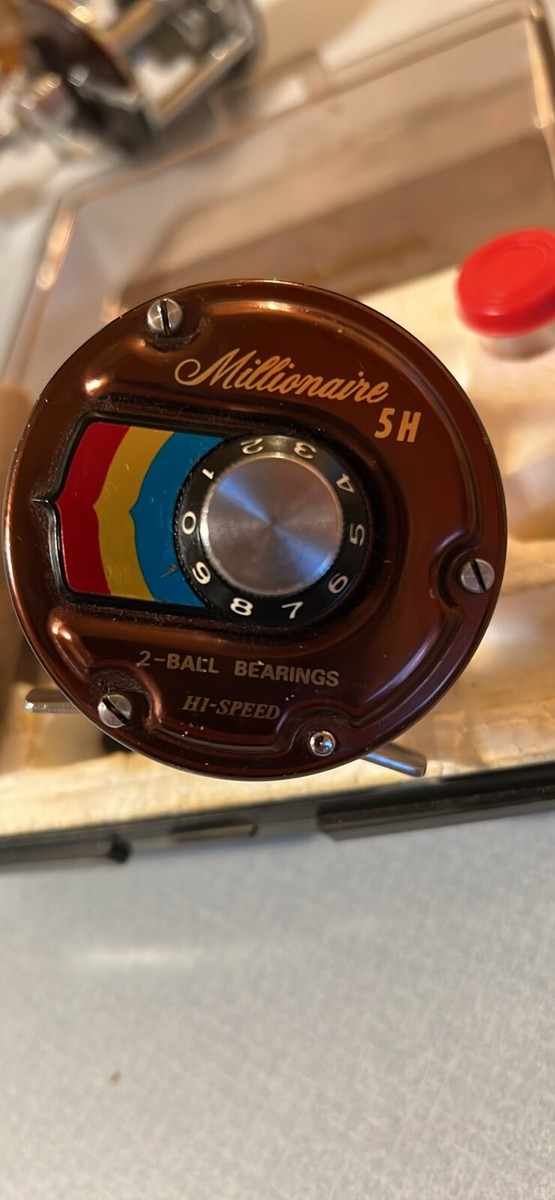 Millionaire
5H
0 1 2 3 4 5 6 7 8 9
2-BALL BEARINGS
HI-SPEED